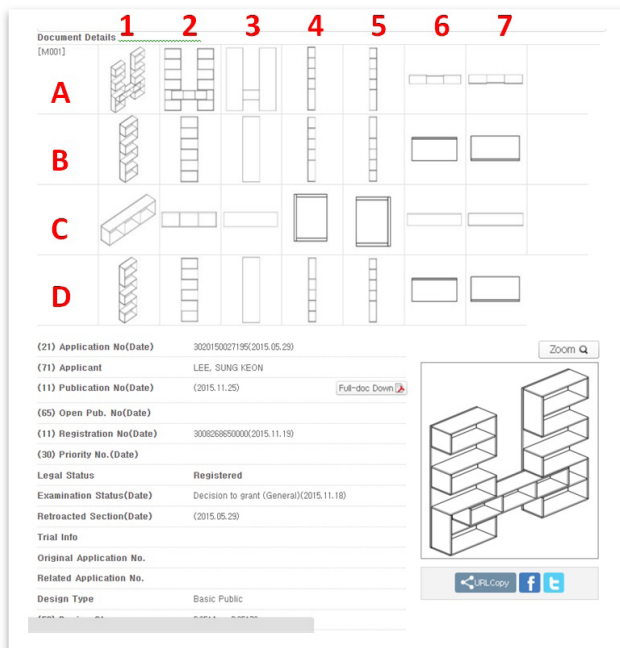 1 2 3 4 5 6 7
Document Details
[M001]
A
B
C
D
(21) Application No(Date) 3020150027195(2015.05.29)
(71) Applicant LEE, SUNG KEON
(11) Publication No(Date) (2015.11.25) Full-doc Down
(65) Open Pub. No(Date)
(11) Registration No(Date) 3008268650000(2015.11.19)
(30) Priority No.(Date)
Legal Status Registered
Examination Status(Date) Decision to grant (General)(2015.11.18)
Retroacted Section(Date) (2015.05.29)
Trial Info
Original Application No.
Related Application No.
Design Type Basic Public
Zoom
URLCopy f t